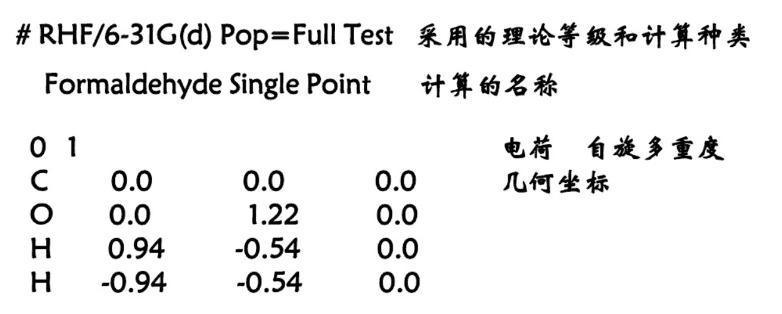 # RHF/6-31G(d) Pop=Full Test 采用的理论等级和计算种类
Formaldehyde Single Point 计算的名称
0 1 电荷 自旋多重度
C 0.0 0.0 0.0 几何坐标
O 0.0 1.22 0.0
H 0.94 -0.54 0.0
H -0.94 -0.54 0.0